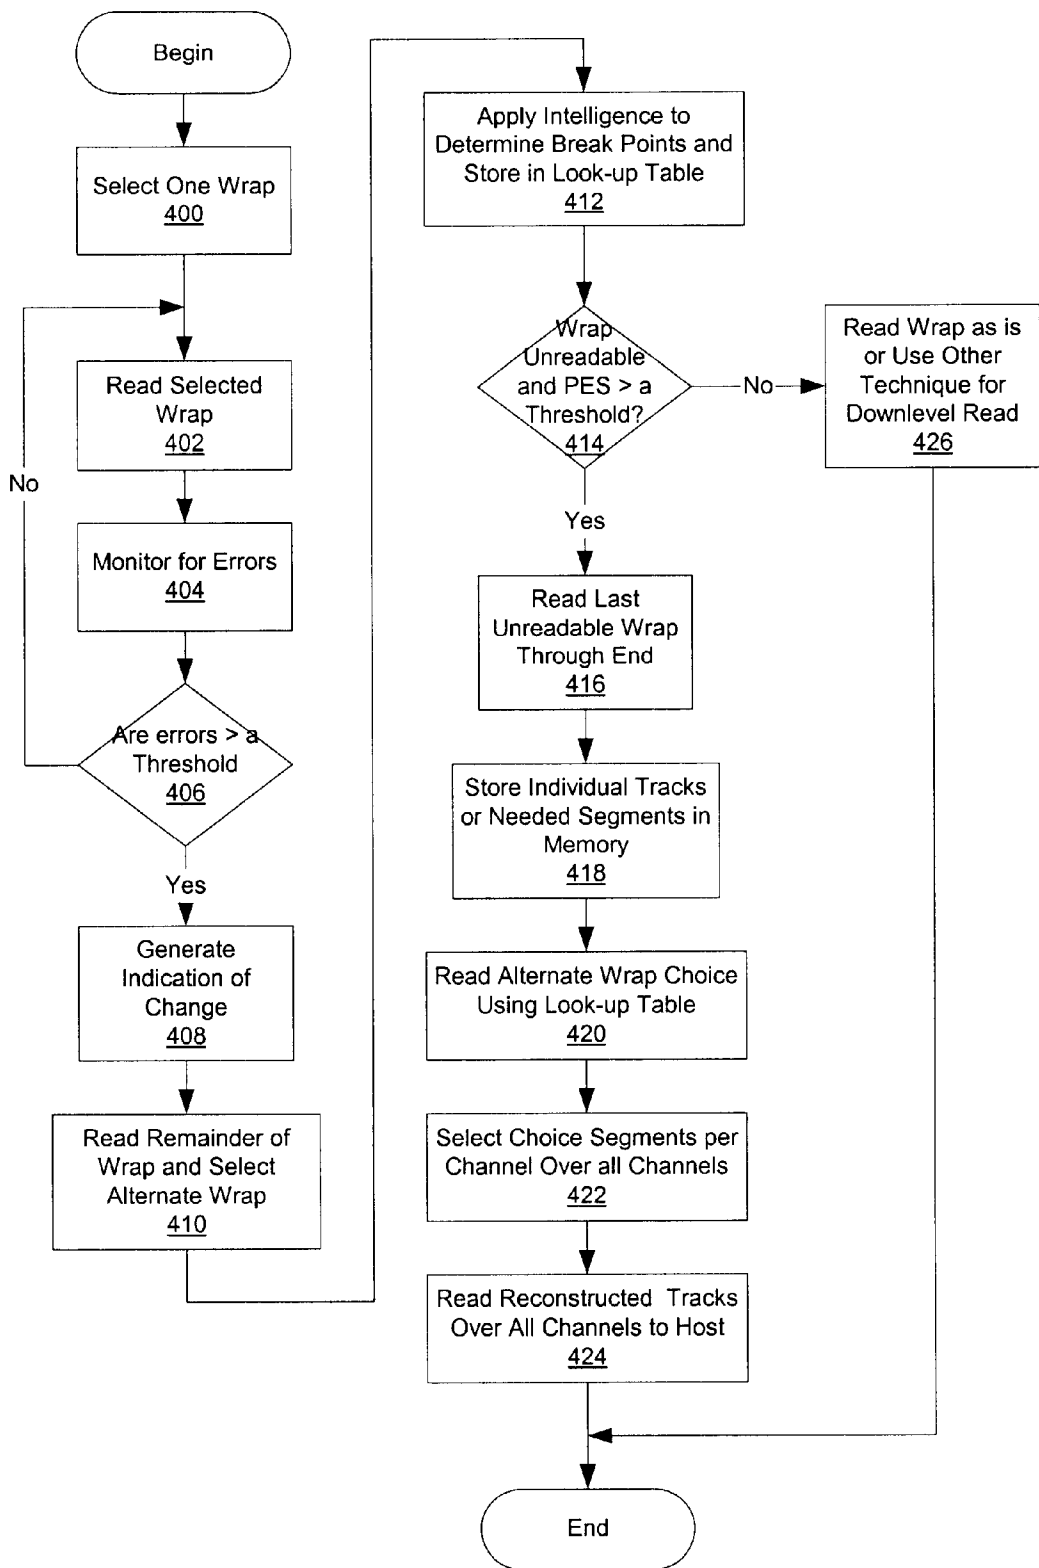 Begin
Select One Wrap
400
Read Selected
Wrap
402
No
Monitor for Errors
404
Are errors > a
Threshold
406
Yes
Generate
Indication of
Change
408
Read Remainder of
Wrap and Select
Alternate Wrap
410
Apply Intelligence to
Determine Break Points and
Store in Look-up Table
412
Wrap
Unreadable
and PES > a
Threshold?
414
No
Read Wrap as is
or Use Other
Technique for
Downlevel Read
426
Yes
Read Last
Unreadable Wrap
Through End
416
Store Individual Tracks
or Needed Segments in
Memory
418
Read Alternate Wrap Choice
Using Look-up Table
420
Select Choice Segments per
Channel Over all Channels
422
Read Reconstructed Tracks
Over All Channels to Host
424
End